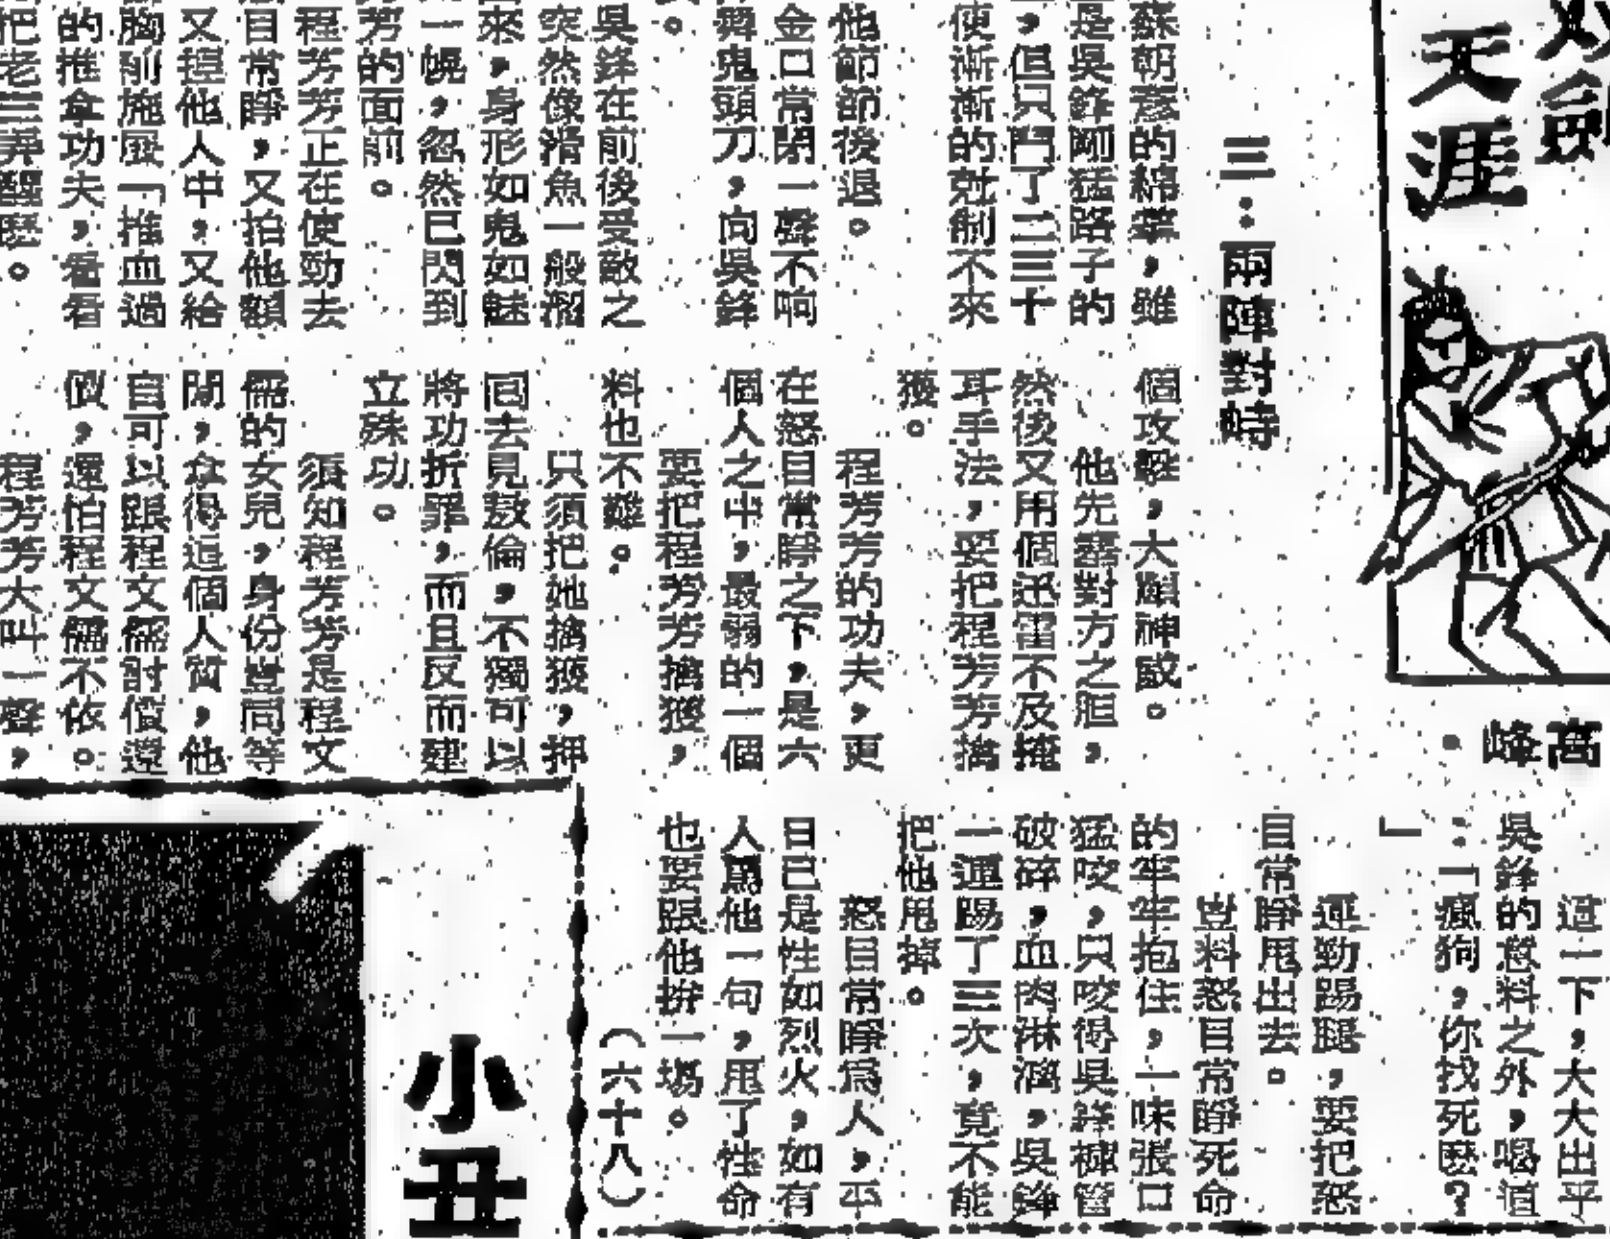 天涯
高峰
三：兩陣對峙
的綿掌，雖
是吳鋒剛猛路子的
，但只鬥了二三十
使漸漸的尅制不來
他節節後退。
金口常閉一聲不响
舞鬼頭刀，向吳鋒
吳鋒在前後受敵之
突然像滑魚一般溜
來，身形如鬼如魅
一幌，忽然已閃到
芳的面前。
程芳芳正在使勁去
目常睜，又拍他額
又揑他人中，又給
胸前施展「推血過
的推拿功夫，看看
把老三弄醒麽。
個攻擊，大顯神威。
他先奪對方之胆，
然後又用個迅雷不及掩
耳手法，要把程芳芳擒
獲。
程芳芳的功夫，更
在怒目常睜之下，是六
個人之中，最弱的一個
要把程芳芳擒獲，
料也不難。
只須把她擒獲，押
囘去見敖倫，不獨可以
將功折罪，而且反而建
立殊功。
須知程芳芳是程文
儒的女兒，身份豈同等
閒，拿得這個人質，他
自可以跟程文儒討價還
價，還怕程文儒不依。
程芳芳大叫一聲，
這一下，大大出乎
吳鋒的意料之外，喝道
：「瘋狗，你找死麽？
」
運勁踢腿，要把怒
目常睜甩出去。
豈料怒目常睜死命
的牢牢抱住，一味張口
猛咬，只咬得吳鋒褲管
破碎，血肉淋漓，吳鋒
一連踢了三次，竟不能
把他甩掉。
怒目常睜爲人，平
日已是性如烈火，如有
人罵他一句，甩了性命
也要跟他拚一塲。
（六十八）
小丑